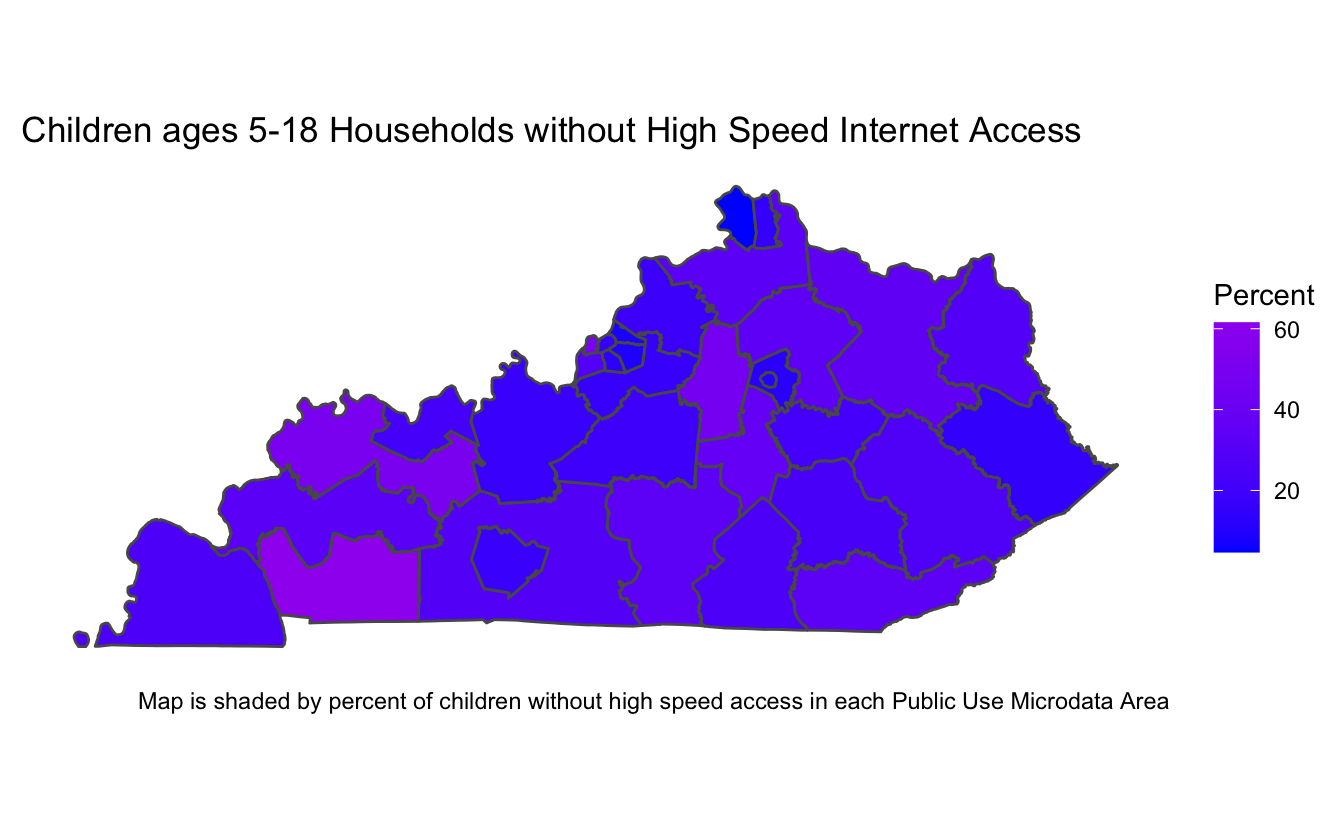 Children ages 5-18 Households without High Speed Internet Access
Percent
60
40
20
Map is shaded by percent of children without high speed access in each Public Use Microdata Area